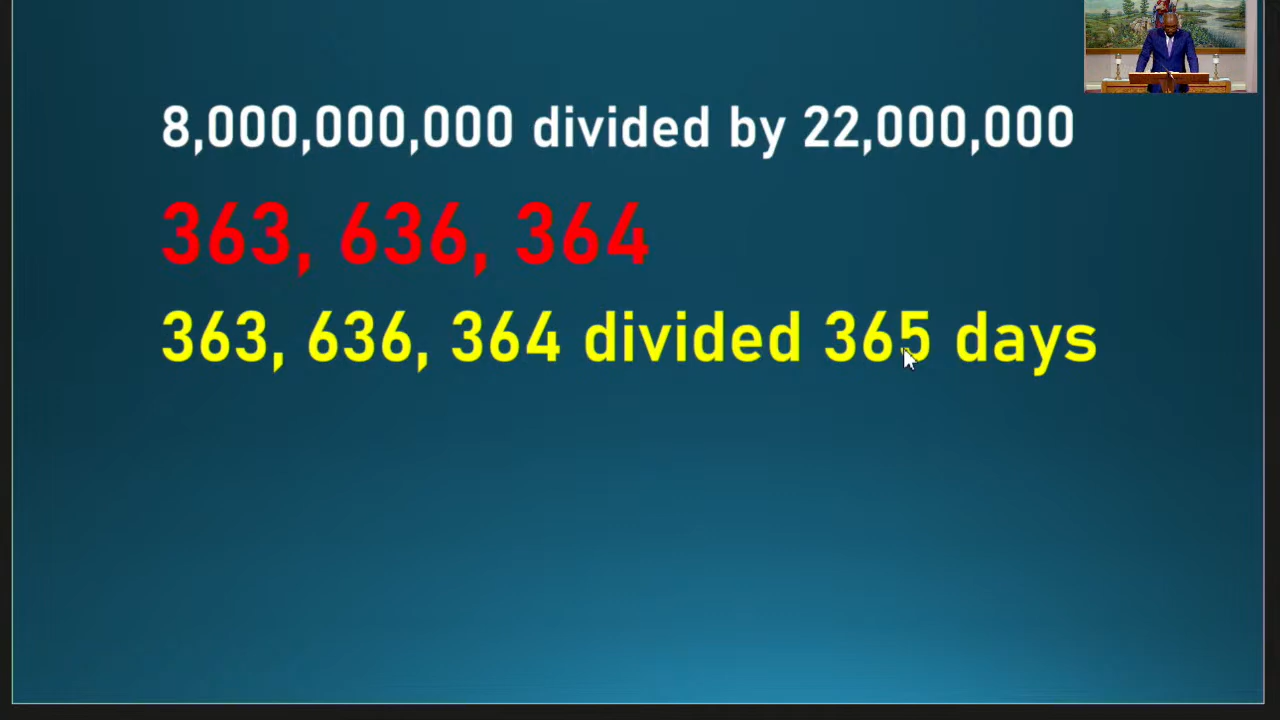 8,000,000,000 divided by 22,000,000
363, 636, 364
363, 636, 364 divided 365 days